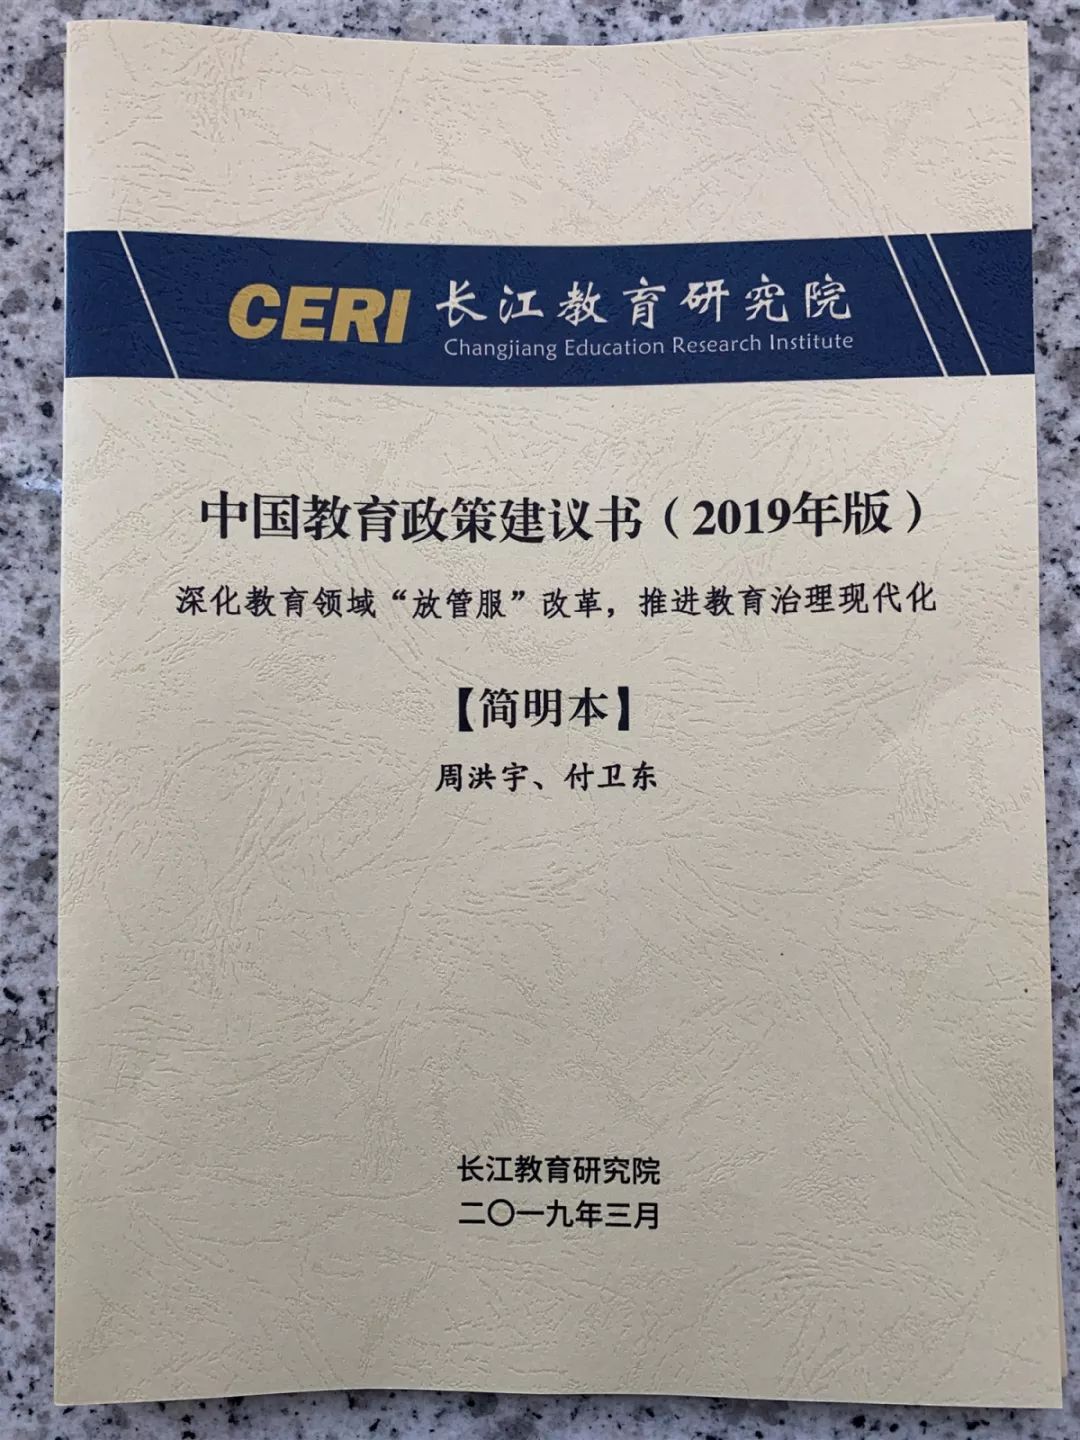 CERI 长江教育研究院
Changjiang Education Research Institute
中国教育政策建议书（2019年版）
深化教育领域“放管服”改革，推进教育治理现代化
【简明本】
周洪宇、付卫东
长江教育研究院
二〇一九年三月